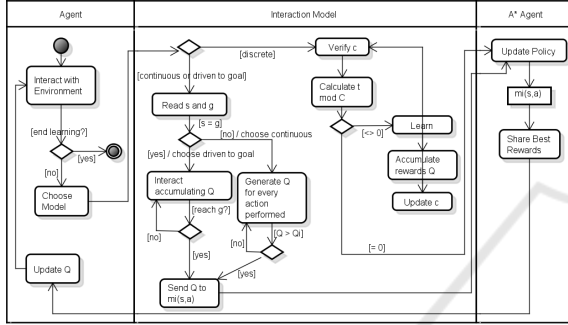 Agent
Interaction Model
A* Agent
Interact with
Environment
[end learning?]
[yes]
[no]
Choose
Model
Update Q
[discrete]
[continuous or driven to goal]
Read s and g
[s = g]
[no] / choose continuous
[yes] / choose driven to goal
Interact
accumulating Q
[reach g?]
[no]
[yes]
Generate Q
for every
action
performed
[Q > Qi]
[no]
[yes]
Send Q to
mi(s,a)
Verify c
Calculate t
mod C
[<> 0]
[= 0]
Learn
Accumulate
rewards Q
Update c
Update Policy
mi(s,a)
Share Best
Rewards